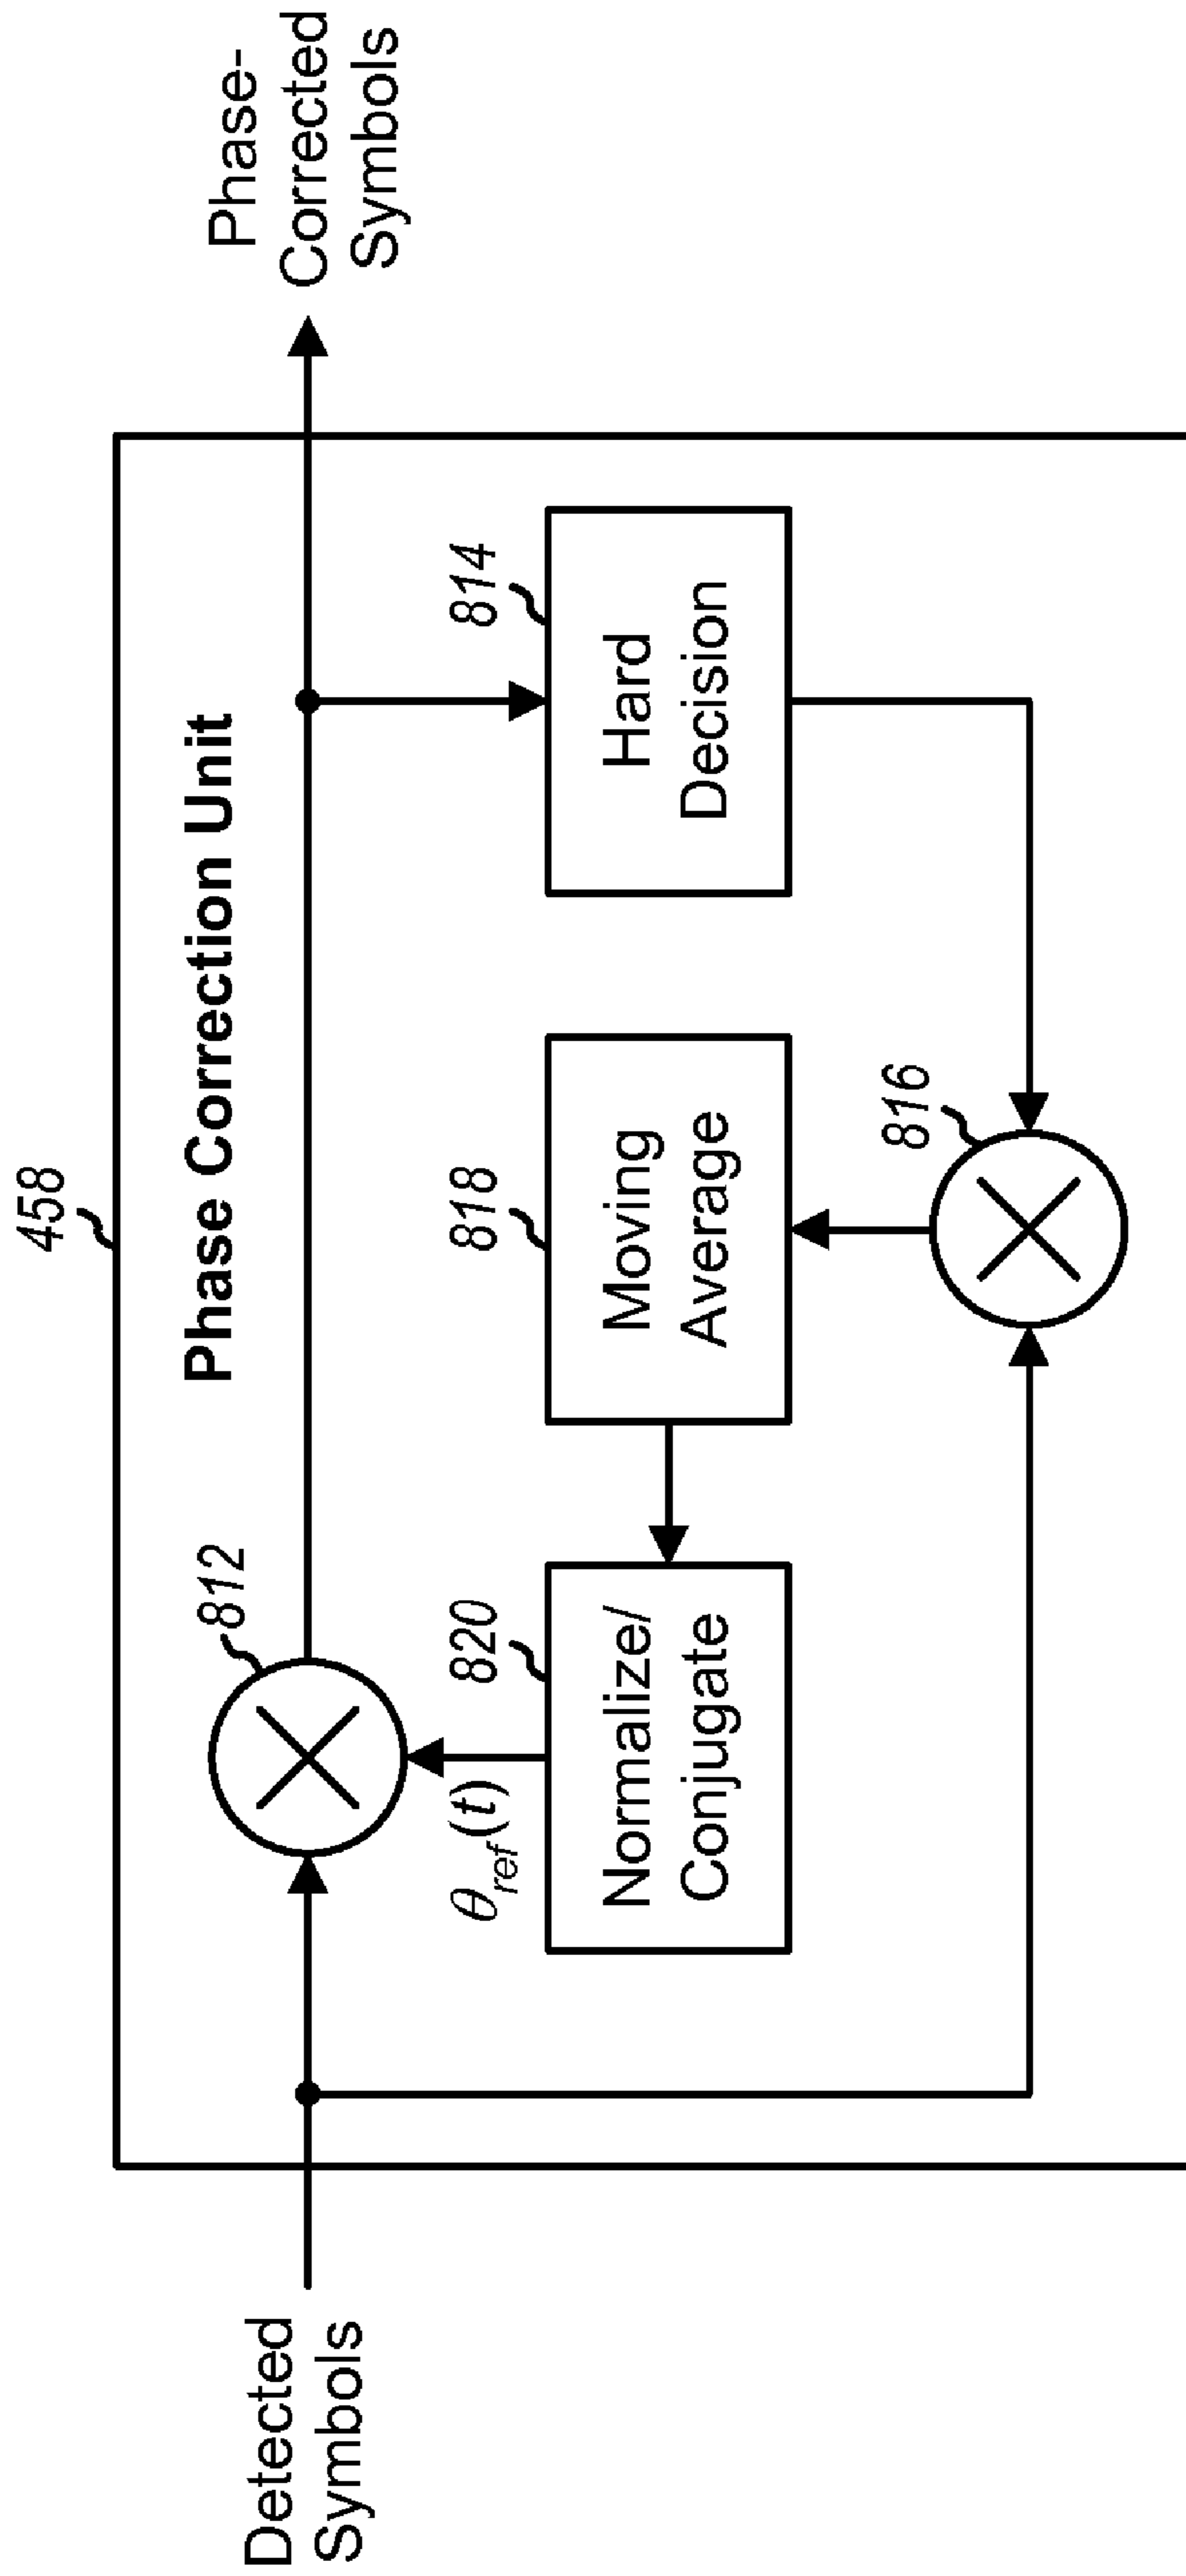 458
Phase Correction Unit
Detected
Symbols
812
Phase-
Corrected
Symbols
θref(t)
820
Normalize/
Conjugate
818
Moving
Average
814
Hard
Decision
816